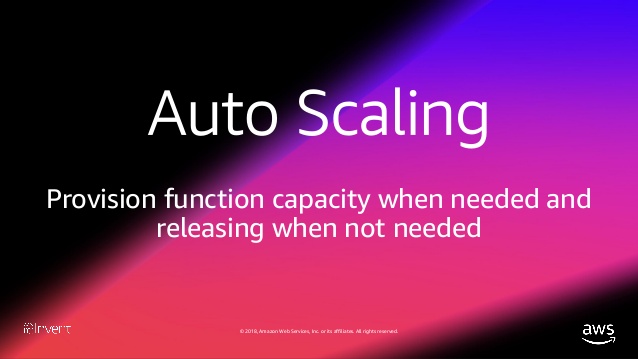 Auto Scaling
Provision function capacity when needed and
releasing when not needed
re:Invent
© 2018, Amazon Web Services, Inc. or its affiliates. All rights reserved.
aws